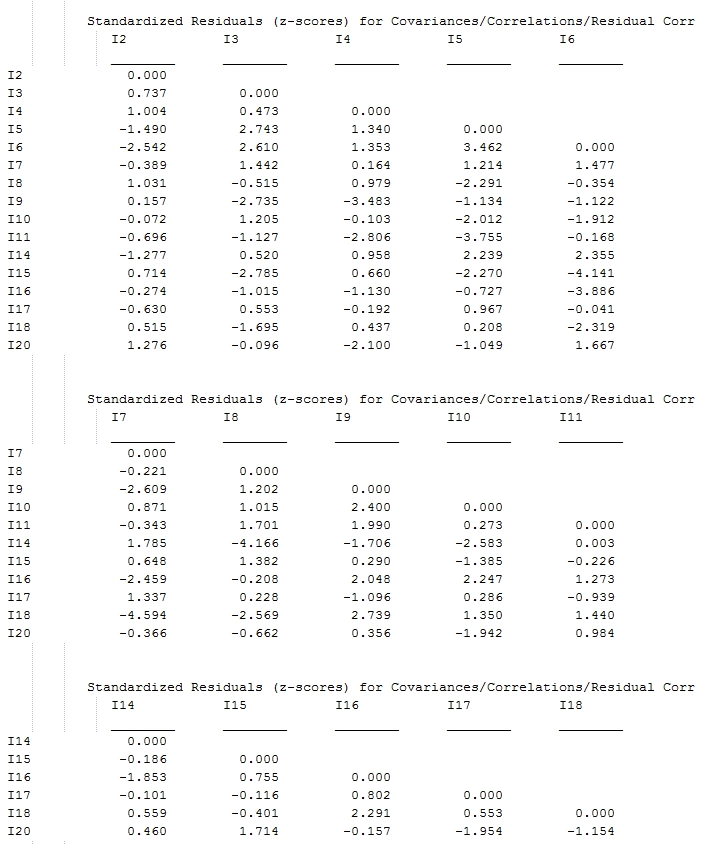 Standardized Residuals (z-scores) for Covariances/Correlations/Residual Corr
I2 I3 I4 I5 I6
I2 0.000
I3 0.737 0.000
I4 1.004 0.473 0.000
I5 -1.490 2.743 1.340 0.000
I6 -2.542 2.610 1.353 3.462 0.000
I7 -0.389 1.442 0.164 1.214 1.477
I8 1.031 -0.515 0.979 -2.291 -0.354
I9 0.157 -2.735 -3.483 -1.134 -1.122
I10 -0.072 1.205 -0.103 -2.012 -1.912
I11 -0.696 -1.127 -2.806 -3.755 -0.168
I14 -1.277 0.520 0.958 2.239 2.355
I15 0.714 -2.785 0.660 -2.270 -4.141
I16 -0.274 -1.015 -1.130 -0.727 -3.886
I17 -0.630 0.553 -0.192 0.967 -0.041
I18 0.515 -1.695 0.437 0.208 -2.319
I20 1.276 -0.096 -2.100 -1.049 1.667
Standardized Residuals (z-scores) for Covariances/Correlations/Residual Corr
I7 I8 I9 I10 I11
I7 0.000
I8 -0.221 0.000
I9 -2.609 1.202 0.000
I10 0.871 1.015 2.400 0.000
I11 -0.343 1.701 1.990 0.273 0.000
I14 1.785 -4.166 -1.706 -2.583 0.003
I15 0.648 1.382 0.290 -1.385 -0.226
I16 -2.459 -0.208 2.048 2.247 1.273
I17 1.337 0.228 -1.096 0.286 -0.939
I18 -4.594 -2.569 2.739 1.350 1.440
I20 -0.366 -0.662 0.356 -1.942 0.984
Standardized Residuals (z-scores) for Covariances/Correlations/Residual Corr
I14 I15 I16 I17 I18
I14 0.000
I15 -0.186 0.000
I16 -1.853 0.755 0.000
I17 -0.101 -0.116 0.802 0.000
I18 0.559 -0.401 2.291 0.553 0.000
I20 0.460 1.714 -0.157 -1.954 -1.154